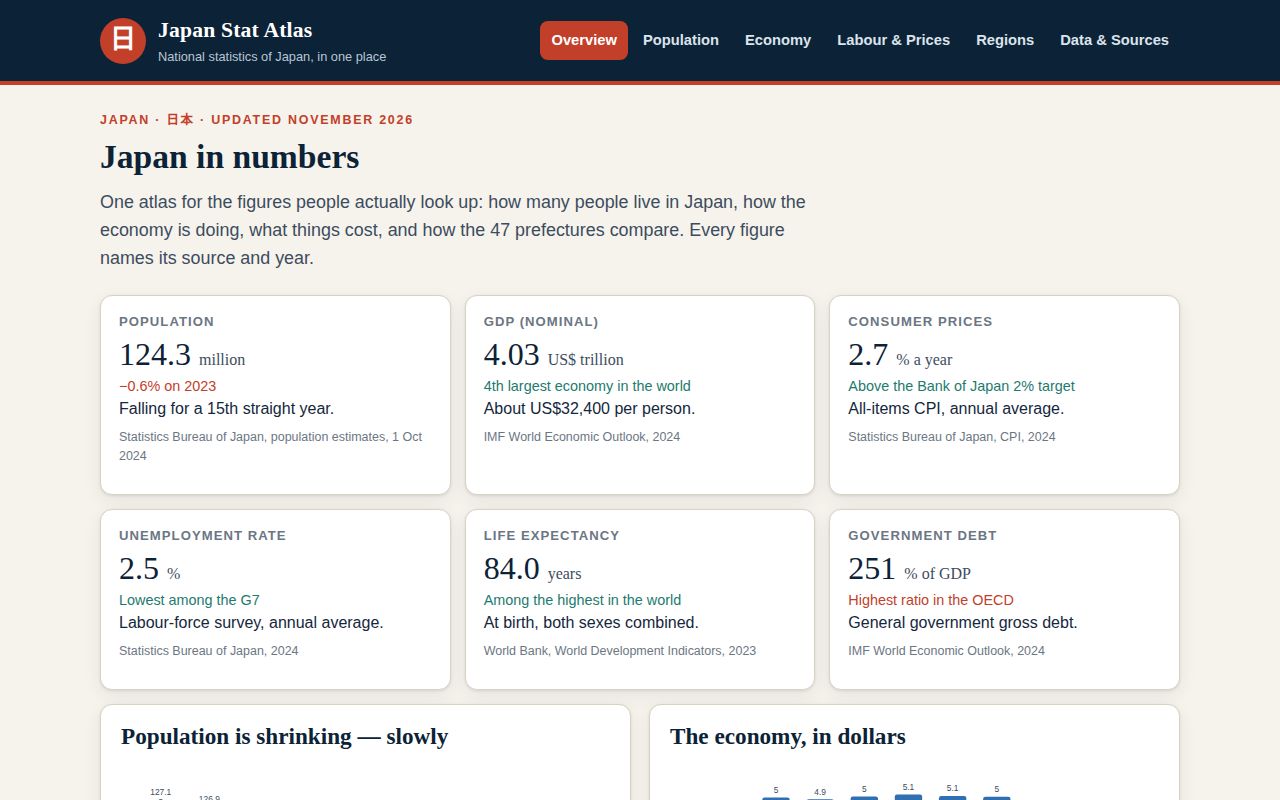 日
Japan Stat Atlas
National statistics of Japan, in one place
Overview
Population
Economy
Labour & Prices
Regions
Data & Sources
JAPAN · 日本 · UPDATED NOVEMBER 2026
Japan in numbers
One atlas for the figures people actually look up: how many people live in Japan, how the
economy is doing, what things cost, and how the 47 prefectures compare. Every figure
names its source and year.
POPULATION
124.3 million
−0.6% on 2023
Falling for a 15th straight year.
Statistics Bureau of Japan, population estimates, 1 Oct
2024
GDP (NOMINAL)
4.03 US$ trillion
4th largest economy in the world
About US$32,400 per person.
IMF World Economic Outlook, 2024
CONSUMER PRICES
2.7 % a year
Above the Bank of Japan 2% target
All-items CPI, annual average.
Statistics Bureau of Japan, CPI, 2024
UNEMPLOYMENT RATE
2.5 %
Lowest among the G7
Labour-force survey, annual average.
Statistics Bureau of Japan, 2024
LIFE EXPECTANCY
84.0 years
Among the highest in the world
At birth, both sexes combined.
World Bank, World Development Indicators, 2023
GOVERNMENT DEBT
251 % of GDP
Highest ratio in the OECD
General government gross debt.
IMF World Economic Outlook, 2024
Population is shrinking — slowly
127.1
126.9
The economy, in dollars
5
4.9
5
5.1
5.1
5